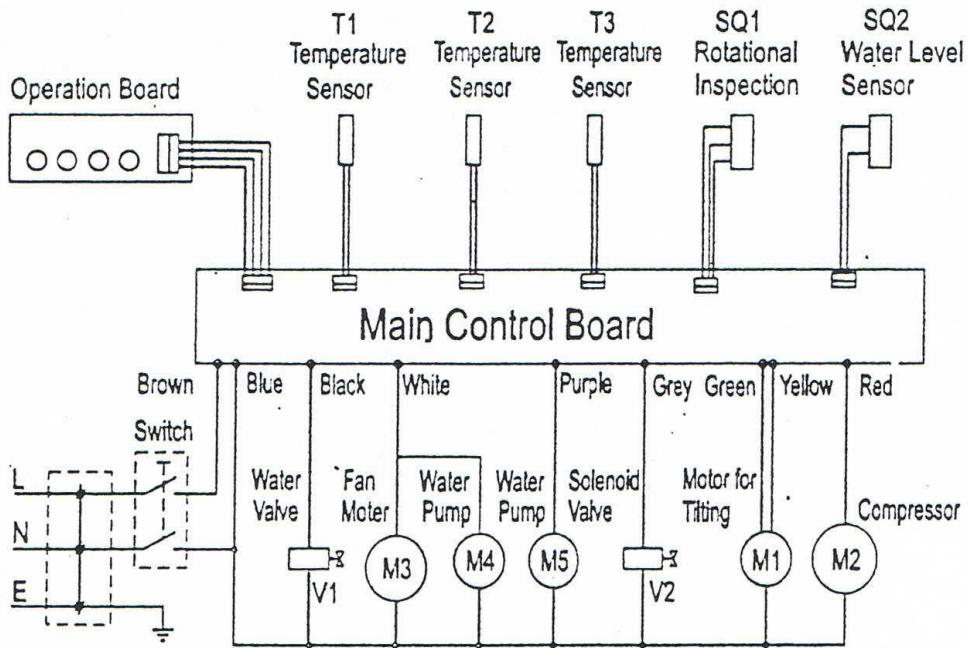 T1
Temperature
Sensor
T2
Temperature
Sensor
T3
Temperature
Sensor
SQ1
Rotational
Inspection
SQ2
Water Level
Sensor
Operation Board
Main Control Board
Brown
Blue
Black
White
Purple
Grey
Green
Yellow
Red
Switch
L
N
E
Water
Valve
V1
Fan
Moter
M3
Water
Pump
M4
Water
Pump
M5
Solenoid
Valve
V2
Motor for
Tilting
M1
Compressor
M2